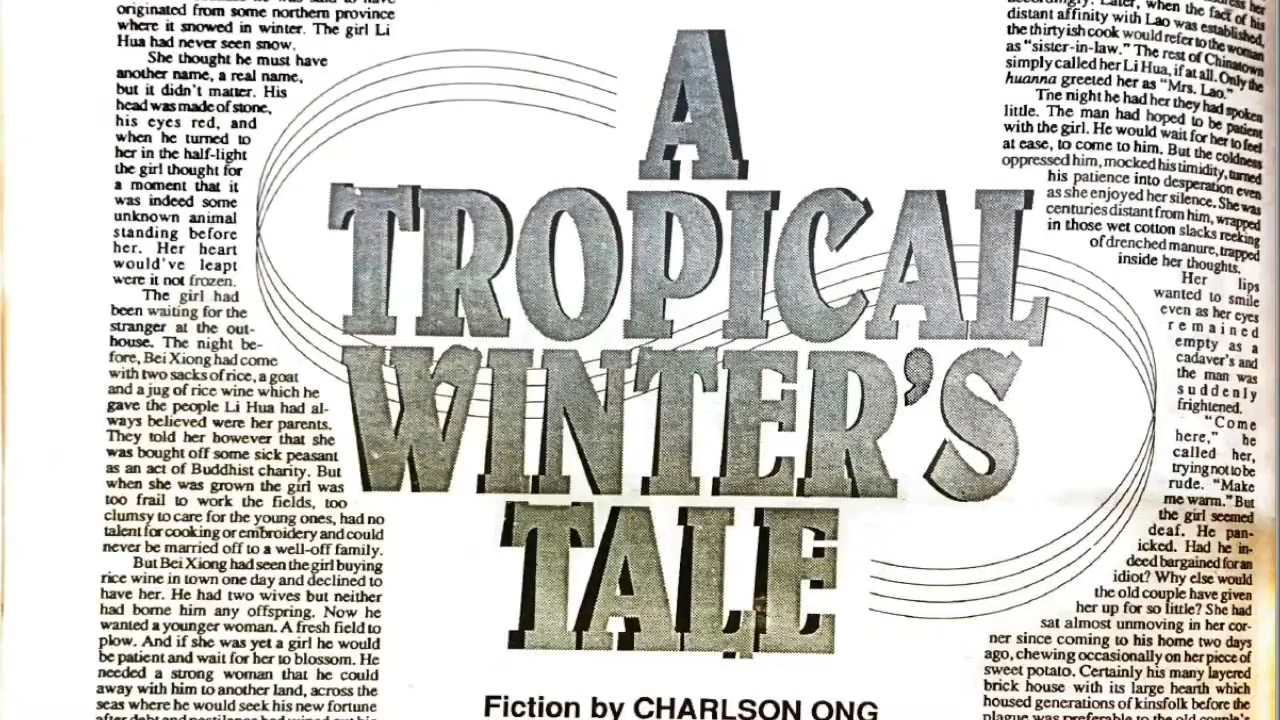 originated from some northern province
where it snowed in winter. The girl Li
Hua had never seen snow.
She thought he must have
another name, a real name,
but it didn't matter. His
head was made of stone,
his eyes red, and
when he turned to
her in the half-light
the girl thought for
a moment that it
was indeed some
unknown animal
standing before
her. Her heart
would've leapt
were it not frozen.
The girl had
been waiting for the
stranger at the out-
house. The night be-
fore, Bei Xiong had come
with two sacks of rice, a goat
and a jug of rice wine which he
gave the people Li Hua had al-
ways believed were her parents.
They told her however that she
was bought off some sick peasant
as an act of Buddhist charity. But
when she was grown the girl was
too frail to work the fields, too
clumsy to care for the young ones, had no
talent for cooking or embroidery and could
never be married off to a well-off family.
But Bei Xiong had seen the girl buying
rice wine in town one day and declined to
have her. He had two wives but neither
had borne him any offspring. Now he
wanted a younger woman. A fresh field to
plow. And if she was yet a girl he would
be patient and wait for her to blossom. He
needed a strong woman that he could
away with him to another land, across the
seas where he would seek his new fortune
A
TROPICAL
WINTER'S
TALE
Fiction by CHARLSON ONG
accordingly. Later, when the fact of his
distant affinity with Lao was established,
the thirtyish cook would refer to the woman
as "sister-in-law." The rest of Chinatown
simply called her Li Hua, if at all. Only the
huanna greeted her as "Mrs. Lao."
The night he had her they had spoken
little. The man had hoped to be patient
with the girl. He would wait for her to feel
at ease, to come to him. But the coldness
oppressed him, mocked his timidity, turned
his patience into desperation even
as she enjoyed her silence. She was
centuries distant from him, wrapped
in those wet cotton slacks reeking
of drenched manure, trapped
inside her thoughts.
Her lips
wanted to smile
even as her eyes
remained
empty as a
cadaver's and
the man was
suddenly
frightened.
"Come
here," he
called her,
trying not to be
rude. "Make
me warm." But
the girl seemed
deaf. He pan-
icked. Had he in-
deed bargained for an
idiot? Why else would
the old couple have given
her up for so little? She had
sat almost unmoving in her cor-
ner since coming to his home two days
ago, chewing occasionally on her piece of
sweet potato. Certainly his many layered
brick house with its large hearth which
housed generations of kinsfolk before the
plague was preferable to the old couple's